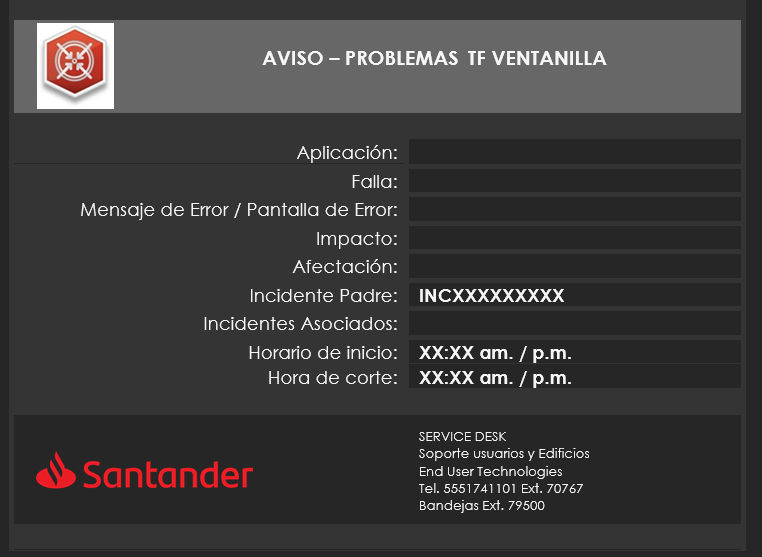 AVISO – PROBLEMAS TF VENTANILLA
Aplicación:
Falla:
Mensaje de Error / Pantalla de Error:
Impacto:
Afectación:
Incidente Padre: INCXXXXXXXXX
Incidentes Asociados:
Horario de inicio: XX:XX am. / p.m.
Hora de corte: XX:XX am. / p.m.
Santander
SERVICE DESK
Soporte usuarios y Edificios
End User Technologies
Tel. 5551741101 Ext. 70767
Bandejas Ext. 79500